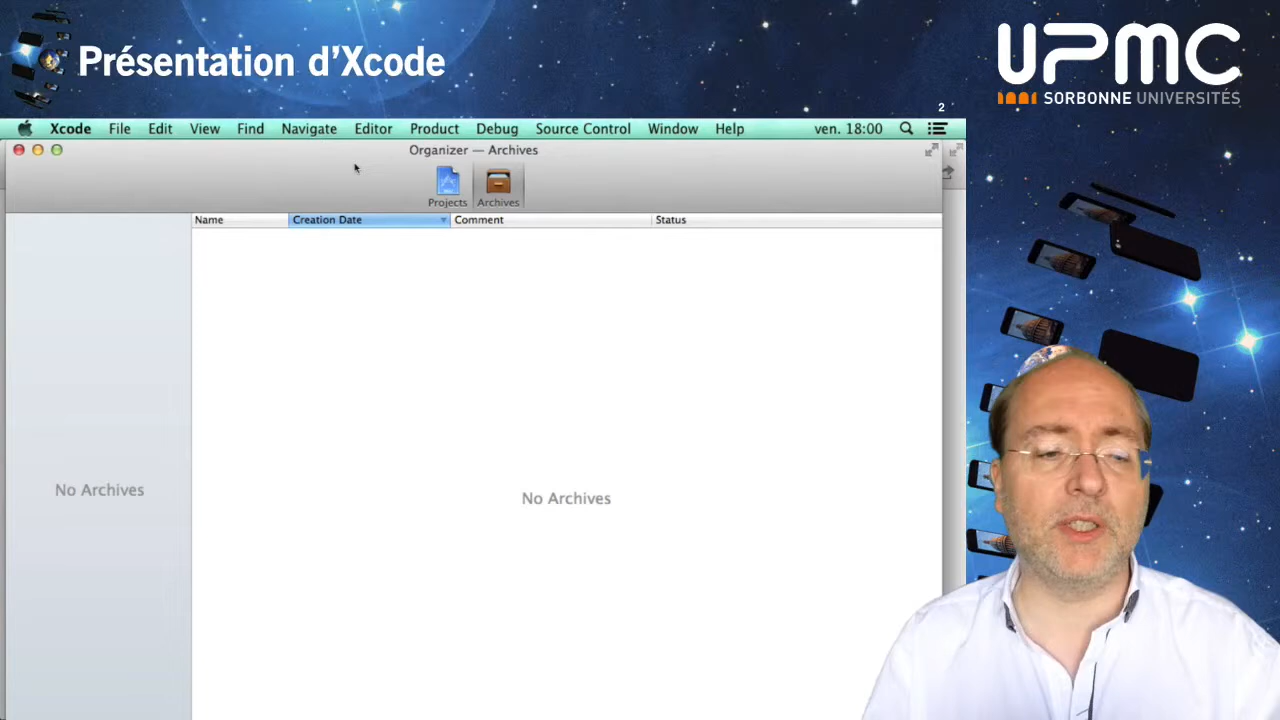 Présentation d'Xcode
UPMC
SORBONNE UNIVERSITÉS
2
Xcode File Edit View Find Navigate Editor Product Debug Source Control Window Help ven. 18:00
Organizer — Archives
Projects Archives
Name Creation Date Comment Status
No Archives
No Archives